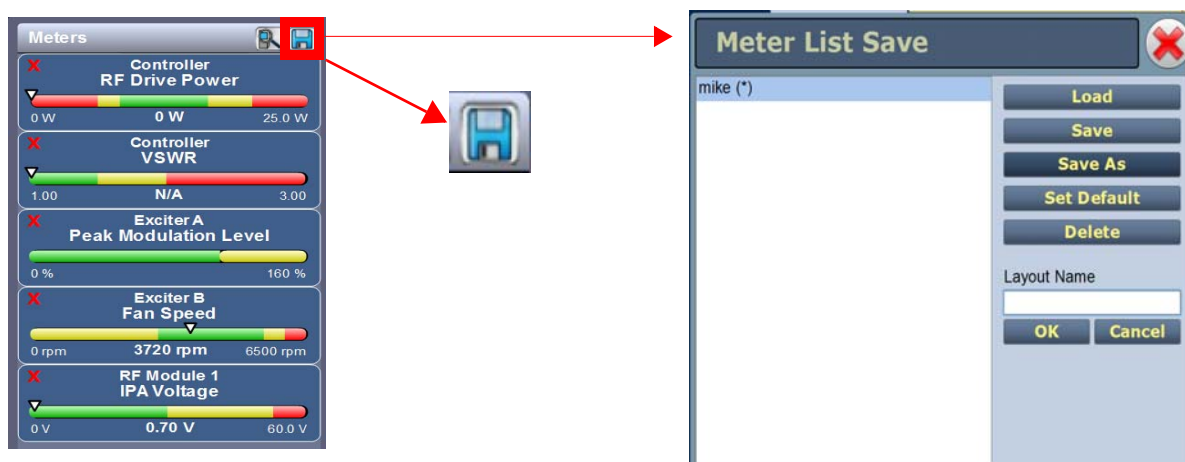 Meters
X Controller
RF Drive Power
0 W 0 W 25.0 W
X Controller
VSWR
1.00 N/A 3.00
X Exciter A
Peak Modulation Level
0 % 160 %
X Exciter B
Fan Speed
0 rpm 3720 rpm 6500 rpm
X RF Module 1
IPA Voltage
0 V 0.70 V 60.0 V
Meter List Save
mike (*)
Load
Save
Save As
Set Default
Delete
Layout Name
OK Cancel